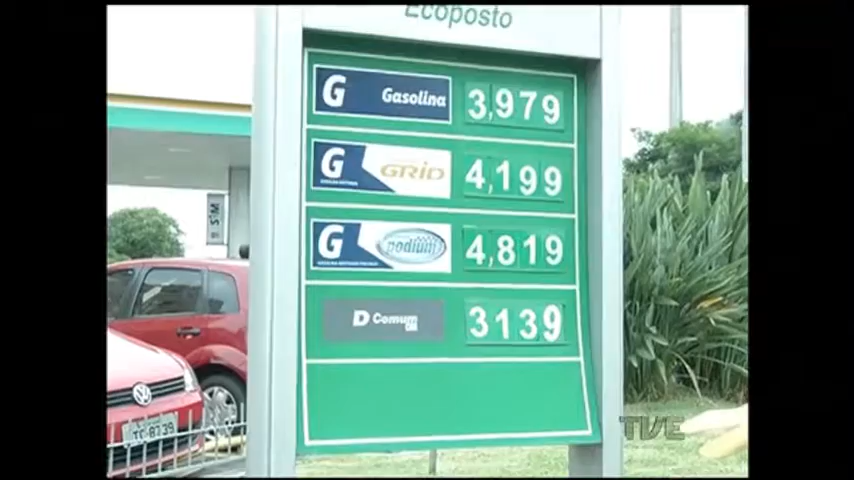 Ecoposto
G Gasolina 3,979
G GRID 4,199
G podium 4,819
D Comum 3139
TVE